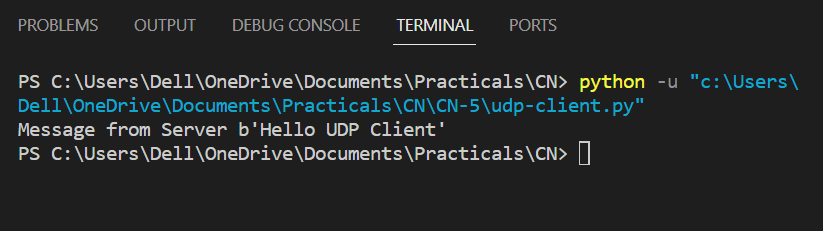 PROBLEMS OUTPUT DEBUG CONSOLE TERMINAL PORTS
PS C:\Users\Dell\OneDrive\Documents\Practicals\CN> python -u "c:\Users\
Dell\OneDrive\Documents\Practicals\CN\CN-5\udp-client.py"
Message from Server b'Hello UDP Client'
PS C:\Users\Dell\OneDrive\Documents\Practicals\CN>